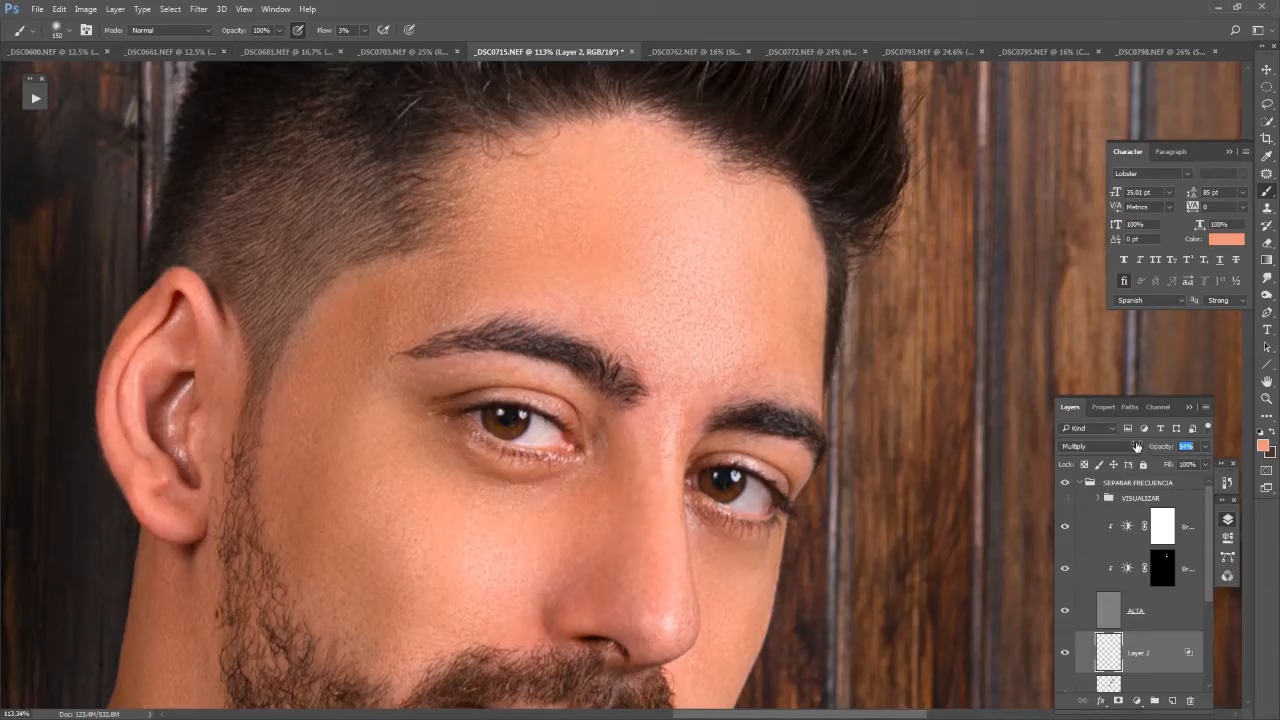 Ps File Edit Image Layer Type Select Filter 3D View Window Help
150 Mode: Normal Opacity: 100% Flow: 3%
_DSC0600.NEF @ 12,5% (... × _DSC0661.NEF @ 12,5% (... × _DSC0681.NEF @ 16,7% (... × _DSC0703.NEF @ 25% (R... × _DSC0715.NEF @ 113% (Layer 2, RGB/16*) * × _DSC0762.NEF @ 16% (Si... × _DSC0772.NEF @ 24% (H... × _DSC0793.NEF @ 24,6% (... × _DSC0795.NEF @ 16% (C... × _DSC0798.NEF @ 26% (S... ×
Character Paragraph
Lobster
35.01 pt 85 pt
Metrics 0
100% 100%
0 pt Color:
Spanish Strong
Layers Propert Paths Channel
Kind
Multiply Opacity:
Lock: Fill: 100%
SEPARAR FRECUENCIA
VISUALIZAR
Br...
Br...
ALTA
Layer 2
113,34% Doc: 123,4M/532,8M